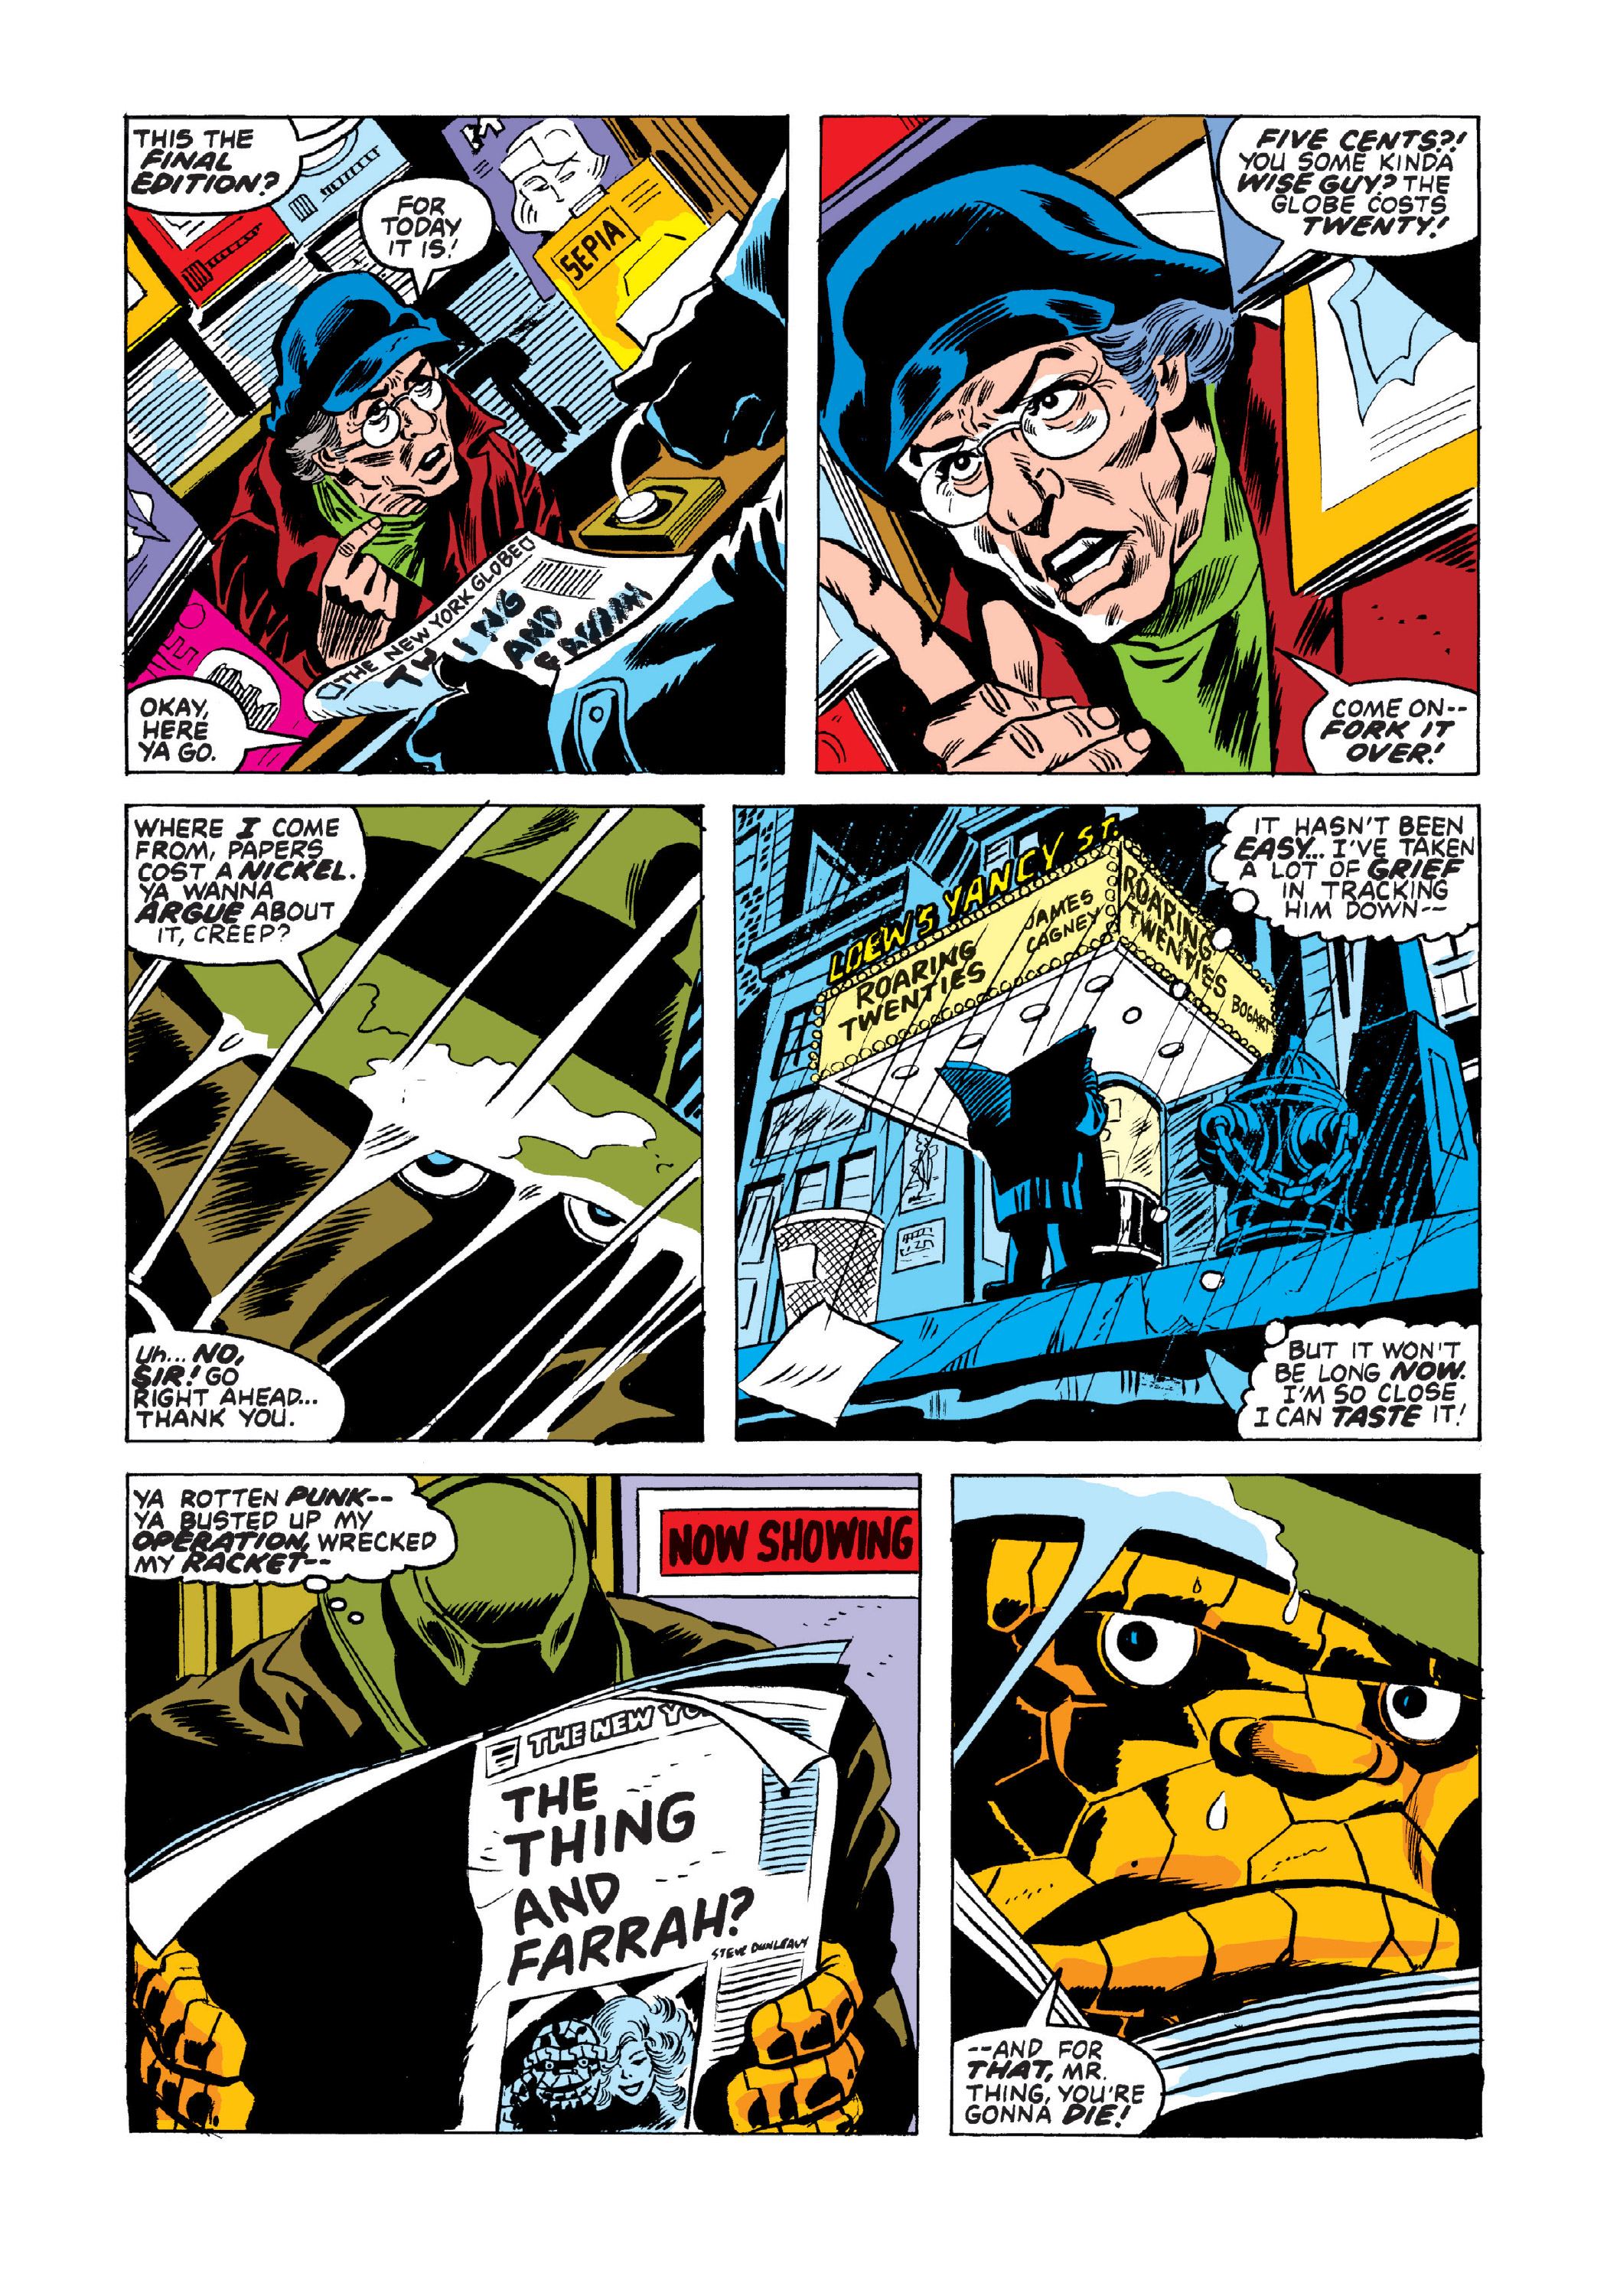 THIS THE
FINAL
EDITION?
FOR
TODAY
IT IS!
SEPIA
THE NEW YORK GLOBE
THING
AND
OKAY,
HERE
YA GO.
FIVE CENTS?!
YOU SOME KINDA
WISE GUY? THE
GLOBE COSTS
TWENTY!
COME ON--
FORK IT
OVER!
WHERE I COME
FROM, PAPERS
COST A NICKEL.
YA WANNA
ARGUE ABOUT
IT, CREEP?
Uh... NO,
SIR! GO
RIGHT AHEAD...
THANK YOU.
IT HASN'T BEEN
EASY... I'VE TAKEN
A LOT OF GRIEF
IN TRACKING
HIM DOWN--
LOEW'S YANCY ST.
ROARING
TWENTIES
JAMES
CAGNEY
ROARING
TWENTIES
BOGART
BUT IT WON'T
BE LONG NOW.
I'M SO CLOSE
I CAN TASTE IT!
YA ROTTEN PUNK--
YA BUSTED UP MY
OPERATION, WRECKED
MY RACKET--
NOW SHOWING
THE NEW YO
THE
THING
AND
FARRAH?
STEVE DUNLEAVY
--AND FOR
THAT, MR.
THING, YOU'RE
GONNA DIE!